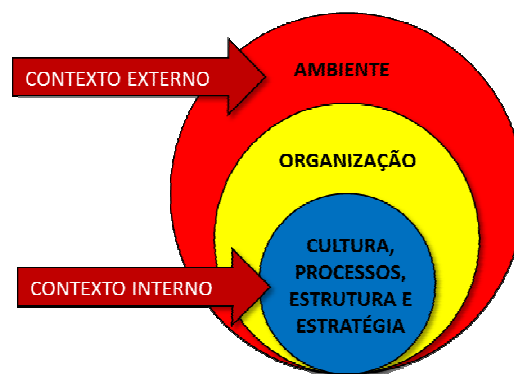 AMBIENTE
CONTEXTO EXTERNO
ORGANIZAÇÃO
CULTURA,
PROCESSOS,
ESTRUTURA E
ESTRATÉGIA
CONTEXTO INTERNO